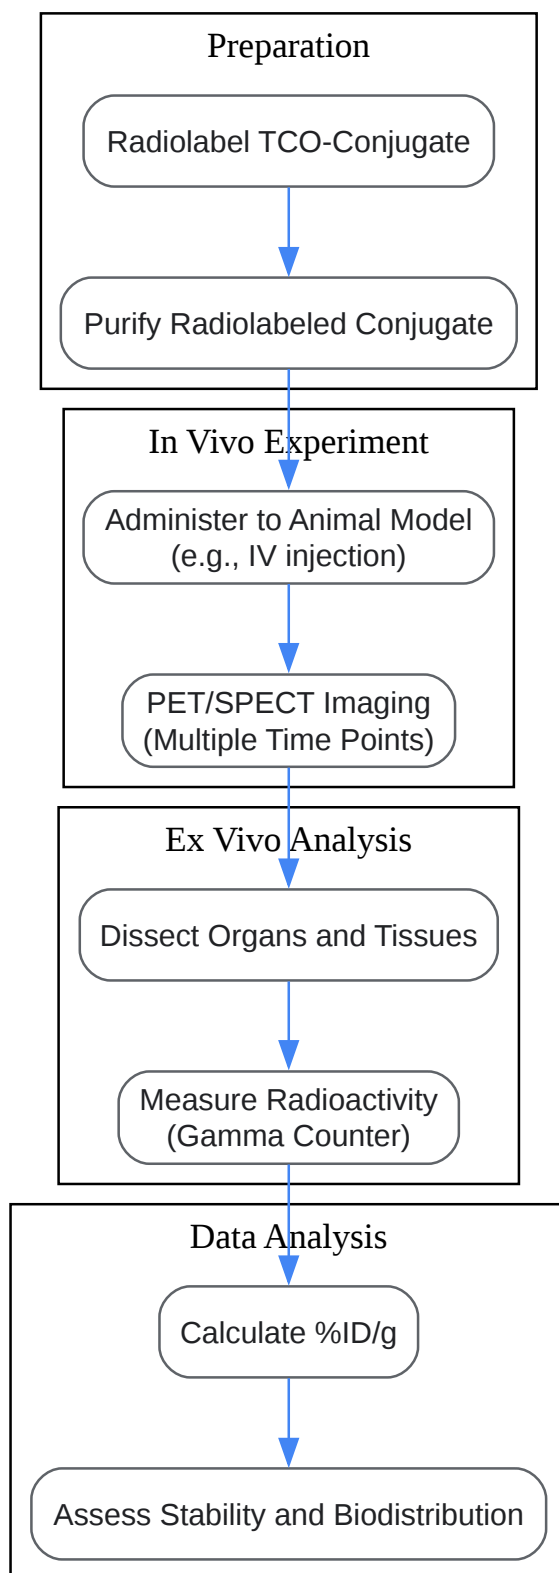 Preparation
Radiolabel TCO-Conjugate
Purify Radiolabeled Conjugate
In Vivo Experiment
Administer to Animal Model
(e.g., IV injection)
PET/SPECT Imaging
(Multiple Time Points)
Ex Vivo Analysis
Dissect Organs and Tissues
Measure Radioactivity
(Gamma Counter)
Data Analysis
Calculate %ID/g
Assess Stability and Biodistribution